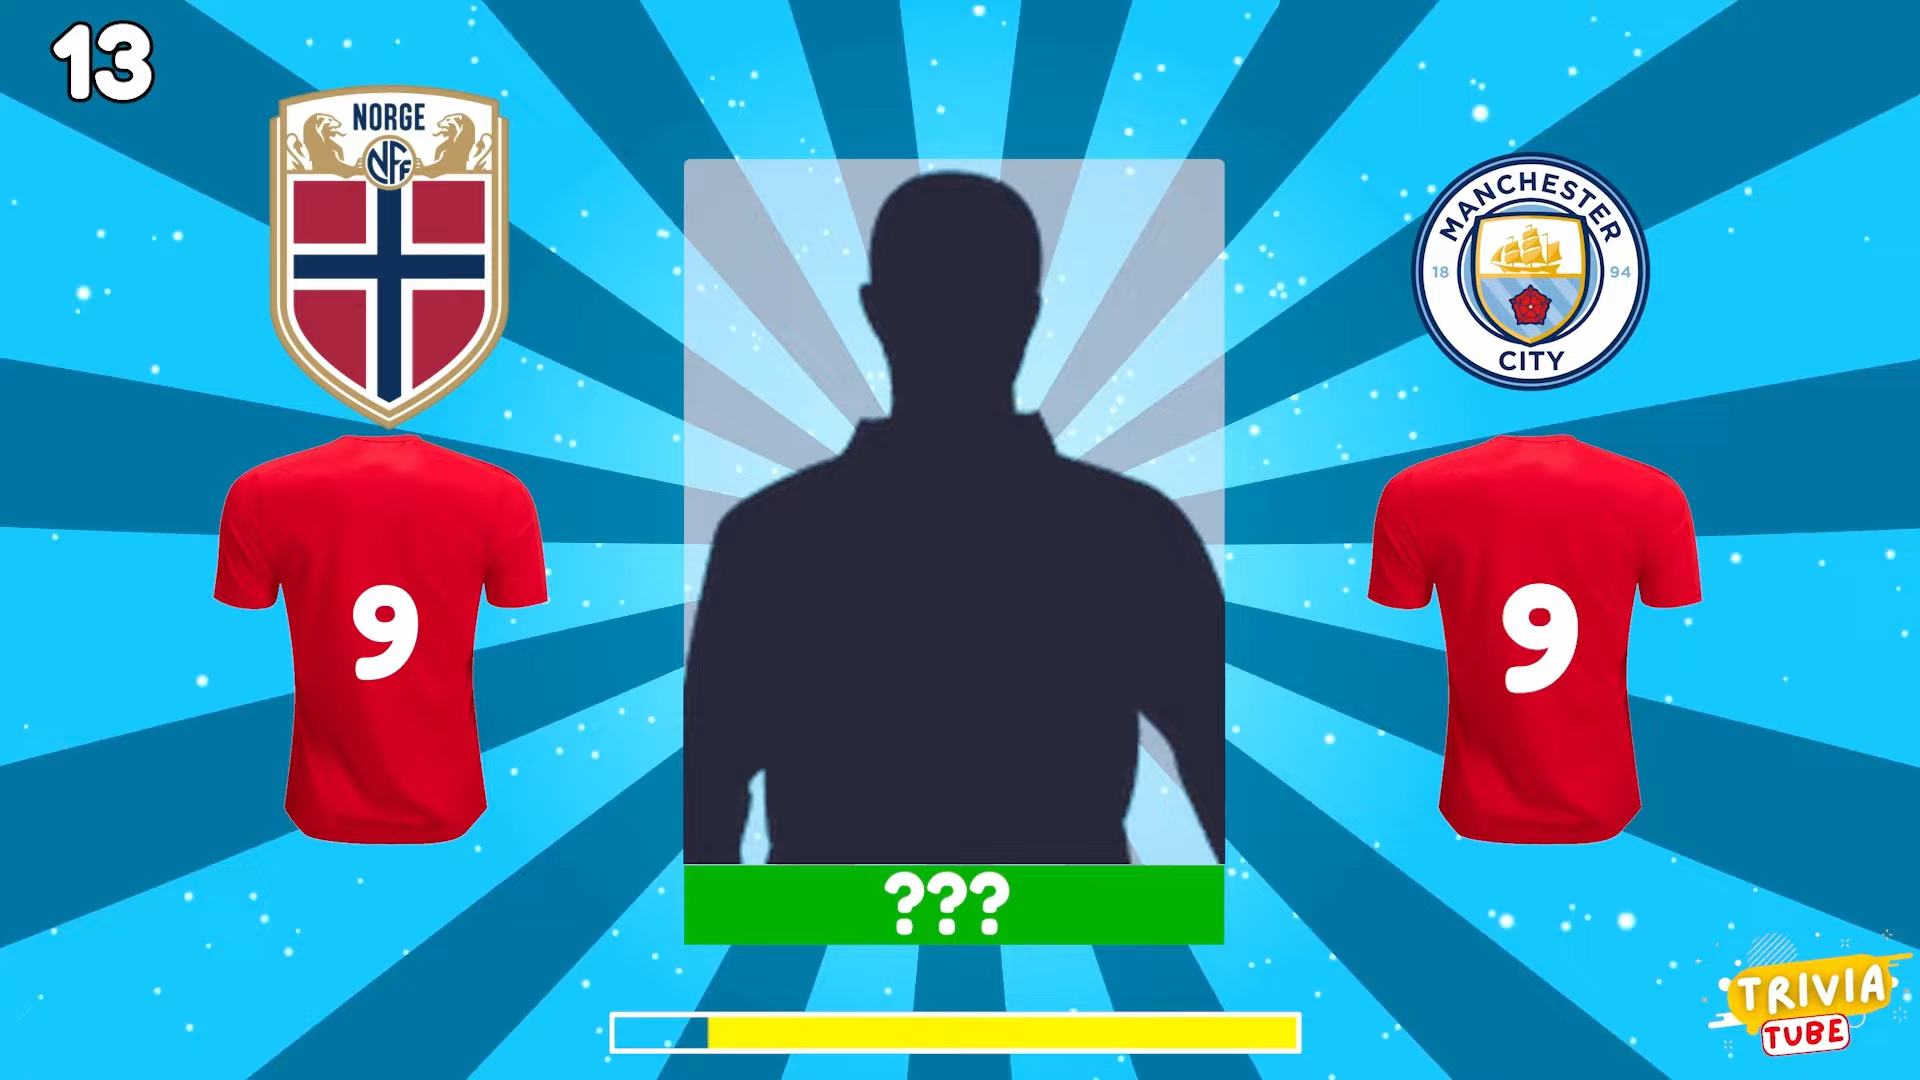 13
NORGE
NFF
MANCHESTER
18 94
CITY
9
9
???
TRIVIA
TUBE